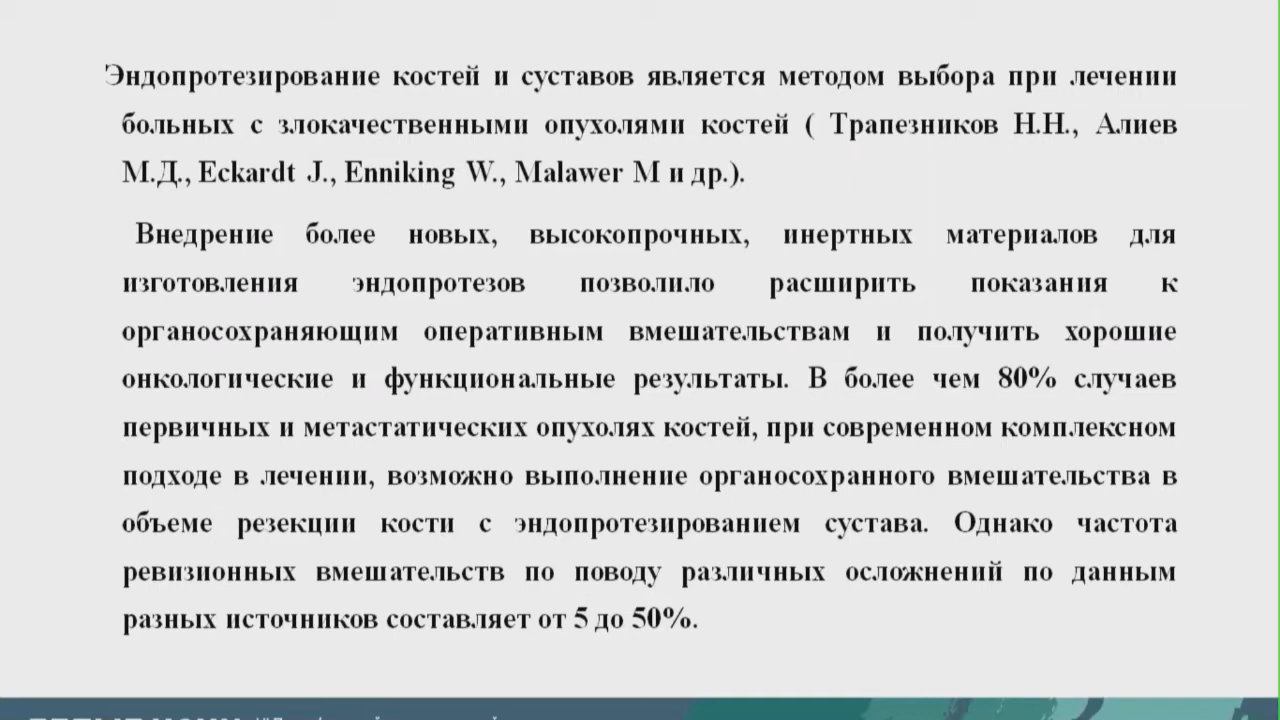 Эндопротезирование костей и суставов является методом выбора при лечении
больных с злокачественными опухолями костей ( Трапезников Н.Н., Алиев
М.Д., Eckardt J., Enniking W., Malawer M и др.).
Внедрение более новых, высокопрочных, инертных материалов для
изготовления эндопротезов позволило расширить показания к
органосохраняющим оперативным вмешательствам и получить хорошие
онкологические и функциональные результаты. В более чем 80% случаев
первичных и метастатических опухолях костей, при современном комплексном
подходе в лечении, возможно выполнение органосохранного вмешательства в
объеме резекции кости с эндопротезированием сустава. Однако частота
ревизионных вмешательств по поводу различных осложнений по данным
разных источников составляет от 5 до 50%.